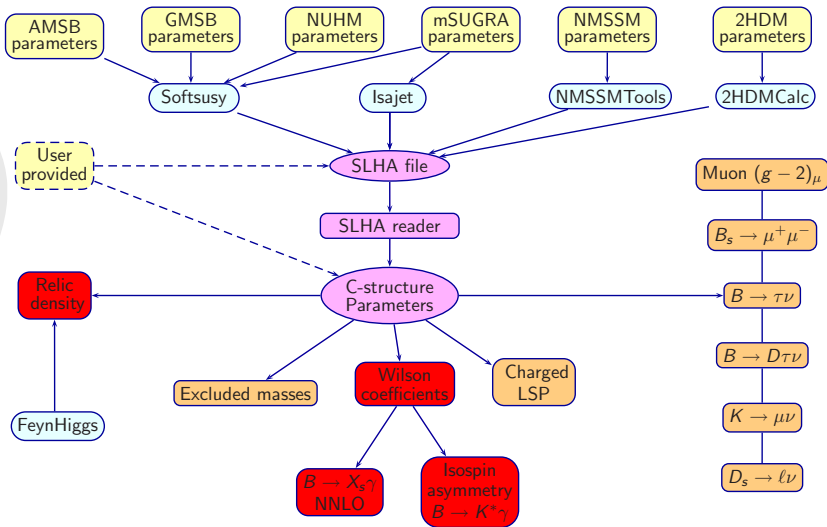 AMSB
parameters
GMSB
parameters
NUHM
parameters
mSUGRA
parameters
NMSSM
parameters
2HDM
parameters
Softsusy
Isajet
NMSSMTools
2HDMCalc
User
provided
SLHA file
Muon (g − 2)μ
SLHA reader
Bₛ → μ⁺μ⁻
Relic
density
C-structure
Parameters
B → τν
B → Dτν
Excluded masses
Wilson
coefficients
Charged
LSP
FeynHiggs
K → μν
B → Xₛγ
NNLO
Isospin
asymmetry
B → K*γ
Dₛ → ℓν